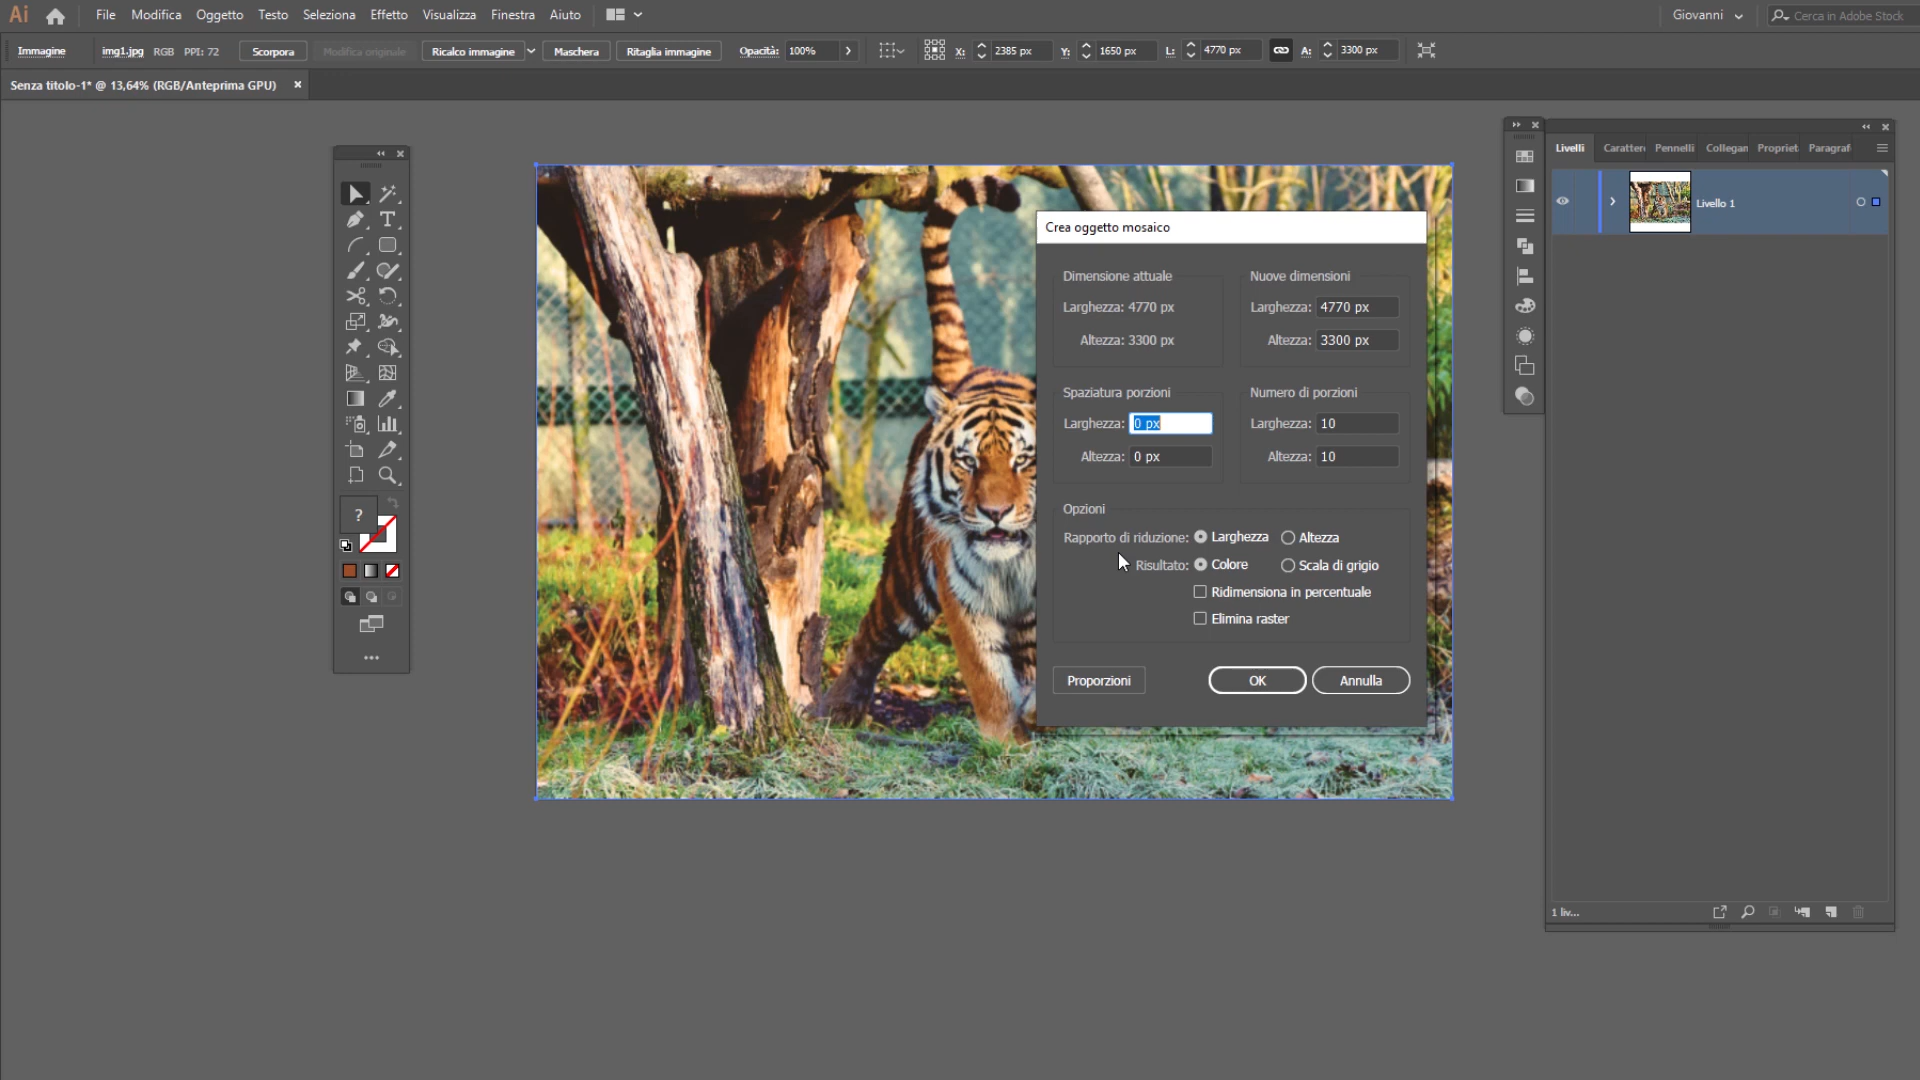 Ai File Modifica Oggetto Testo Seleziona Effetto Visualizza Finestra Aiuto Giovanni Cerca in Adobe Stock
Immagine img1.jpg RGB PPI: 72 Scorpora Modifica originale Ricalco immagine Maschera Ritaglia immagine Opacità: 100% X: 2385 px Y: 1650 px L: 4770 px A: 3300 px
Senza titolo-1* @ 13,64% (RGB/Anteprima GPU)
Livelli Caratteri Pennelli Collegan Propriet Paragraf
Livello 1
Crea oggetto mosaico
Dimensione attuale Nuove dimensioni
Larghezza: 4770 px Larghezza: 4770 px
Altezza: 3300 px Altezza: 3300 px
Spaziatura porzioni Numero di porzioni
Larghezza: 0 px Larghezza: 10
Altezza: 0 px Altezza: 10
Opzioni
Rapporto di riduzione: Larghezza Altezza
Risultato: Colore Scala di grigio
Ridimensiona in percentuale
Elimina raster
Proporzioni OK Annulla
?
1 liv...